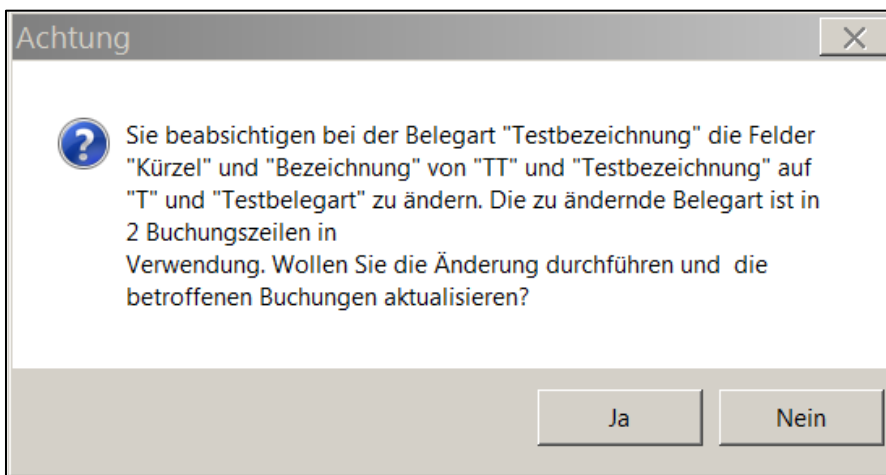 Achtung
Sie beabsichtigen bei der Belegart "Testbezeichnung" die Felder
"Kürzel" und "Bezeichnung" von "TT" und "Testbezeichnung" auf
"T" und "Testbelegart" zu ändern. Die zu ändernde Belegart ist in
2 Buchungszeilen in
Verwendung. Wollen Sie die Änderung durchführen und  die
betroffenen Buchungen aktualisieren?
Ja
Nein